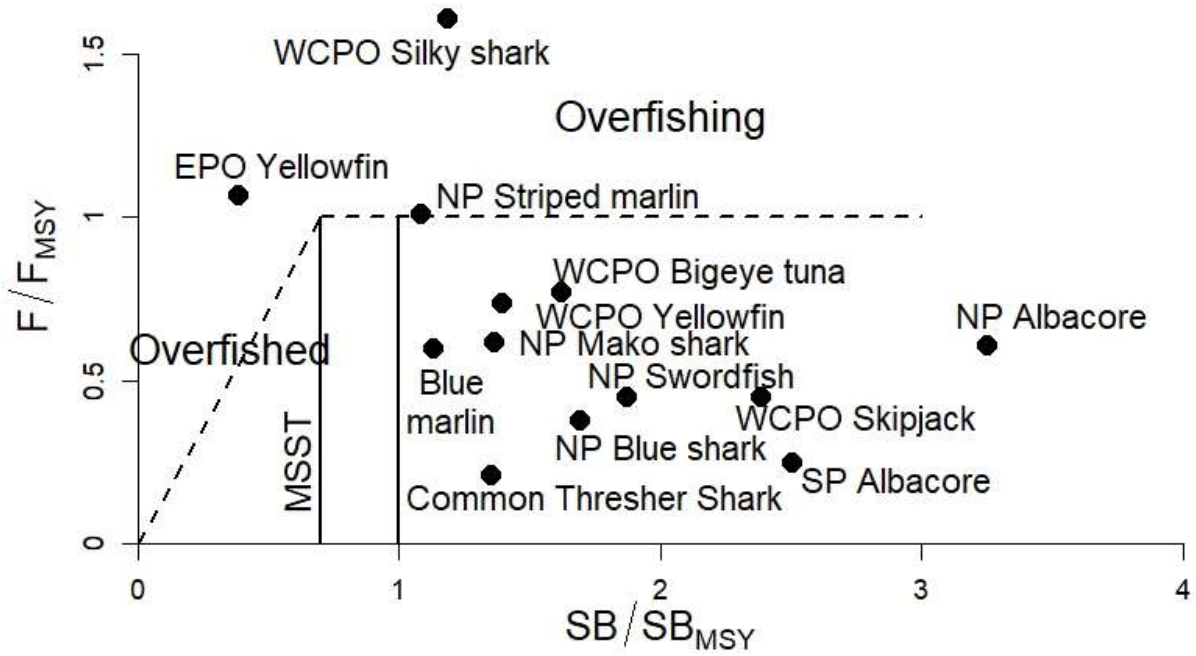 WCPO Silky shark
1.5
Overfishing
EPO Yellowfin
NP Striped marlin
1
F/FMSY
WCPO Bigeye tuna
WCPO Yellowfin
NP Albacore
NP Mako shark
Overfished
NP Swordfish
Blue
marlin
0.5
WCPO Skipjack
NP Blue shark
MSST
SP Albacore
Common Thresher Shark
0
0 1 2 3 4
SB/SBMSY